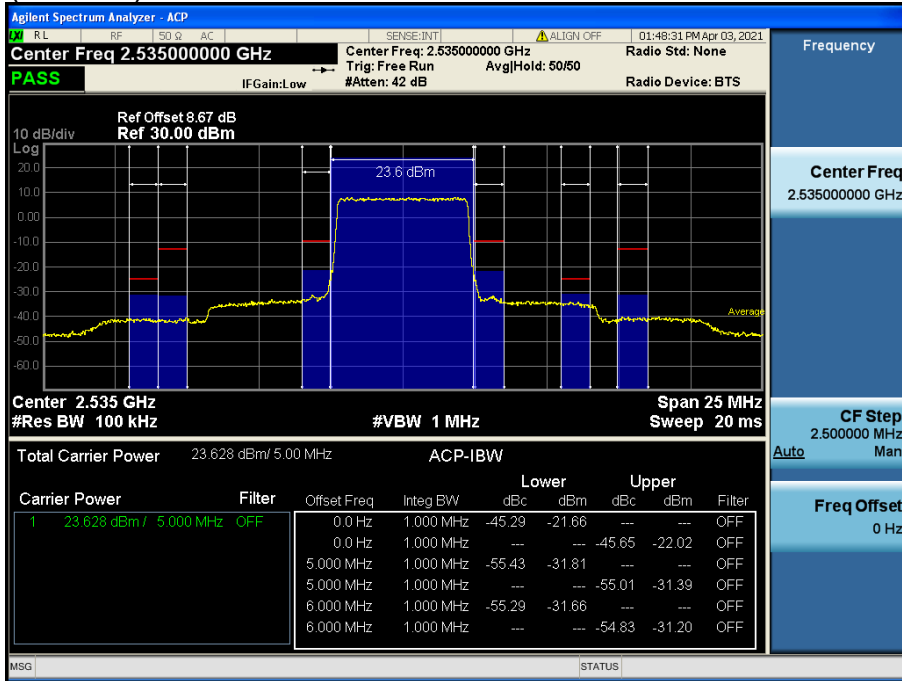 Agilent Spectrum Analyzer - ACP
LXI RL RF 50 Ω AC SENSE:INT ALIGN OFF 01:48:31 PM Apr 03, 2021
Center Freq 2.535000000 GHz
PASS
IFGain:Low
Center Freq: 2.535000000 GHz
Trig: Free Run Avg|Hold: 50/50
#Atten: 42 dB
Radio Std: None
Radio Device: BTS
Ref Offset 8.67 dB
10 dB/div Ref 30.00 dBm
Log
20.0
10.0
0.00
-10.0
-20.0
-30.0
-40.0
-50.0
-60.0
23.6 dBm
Average
Center 2.535 GHz Span 25 MHz
#Res BW 100 kHz #VBW 1 MHz Sweep 20 ms
Total Carrier Power 23.628 dBm/ 5.00 MHz ACP-IBW
Lower Upper
Carrier Power Filter Offset Freq Integ BW dBc dBm dBc dBm Filter
1 23.628 dBm / 5.000 MHz OFF 0.0 Hz 1.000 MHz -45.29 -21.66 --- --- OFF
0.0 Hz 1.000 MHz --- --- -45.65 -22.02 OFF
5.000 MHz 1.000 MHz -55.43 -31.81 --- --- OFF
5.000 MHz 1.000 MHz --- --- -55.01 -31.39 OFF
6.000 MHz 1.000 MHz -55.29 -31.66 --- --- OFF
6.000 MHz 1.000 MHz --- --- -54.83 -31.20 OFF
MSG STATUS
Frequency
Center Freq
2.535000000 GHz
CF Step
2.500000 MHz
Auto Man
Freq Offset
0 Hz